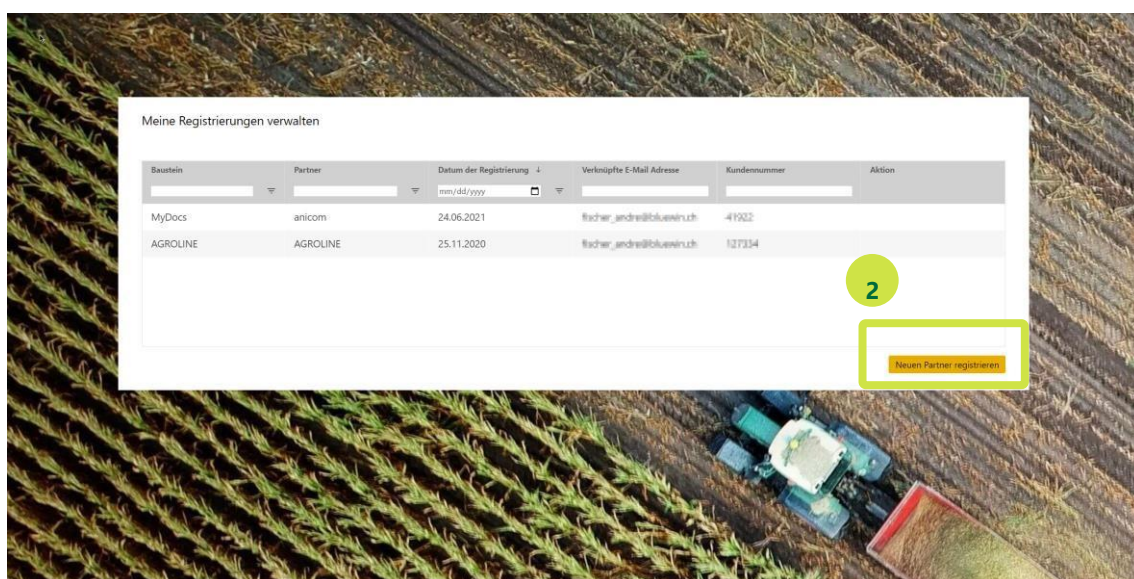 Meine Registrierungen verwalten
Baustein Partner Datum der Registrierung ↓ Verknüpfte E-Mail Adresse Kundennummer Aktion
mm/dd/yyyy
MyDocs anicom 24.06.2021
AGROLINE AGROLINE 25.11.2020
2
Neuen Partner registrieren